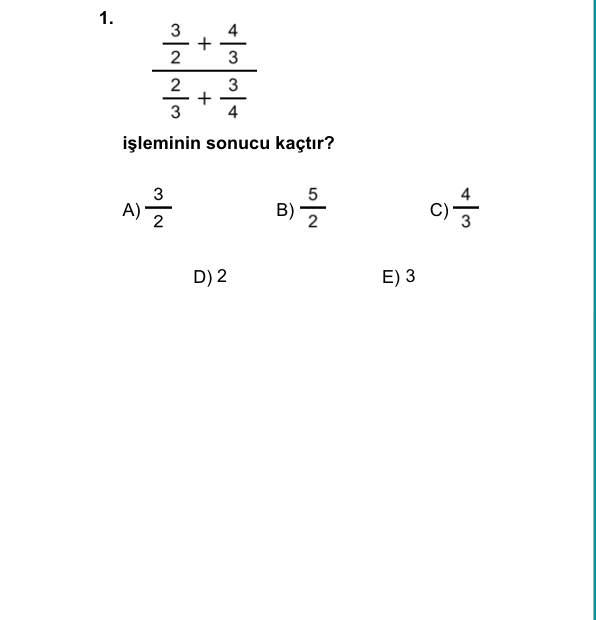 1.
3/2 + 4/3
2/3 + 3/4
işleminin sonucu kaçtır?
A) 3/2 B) 5/2 C) 4/3
D) 2 E) 3